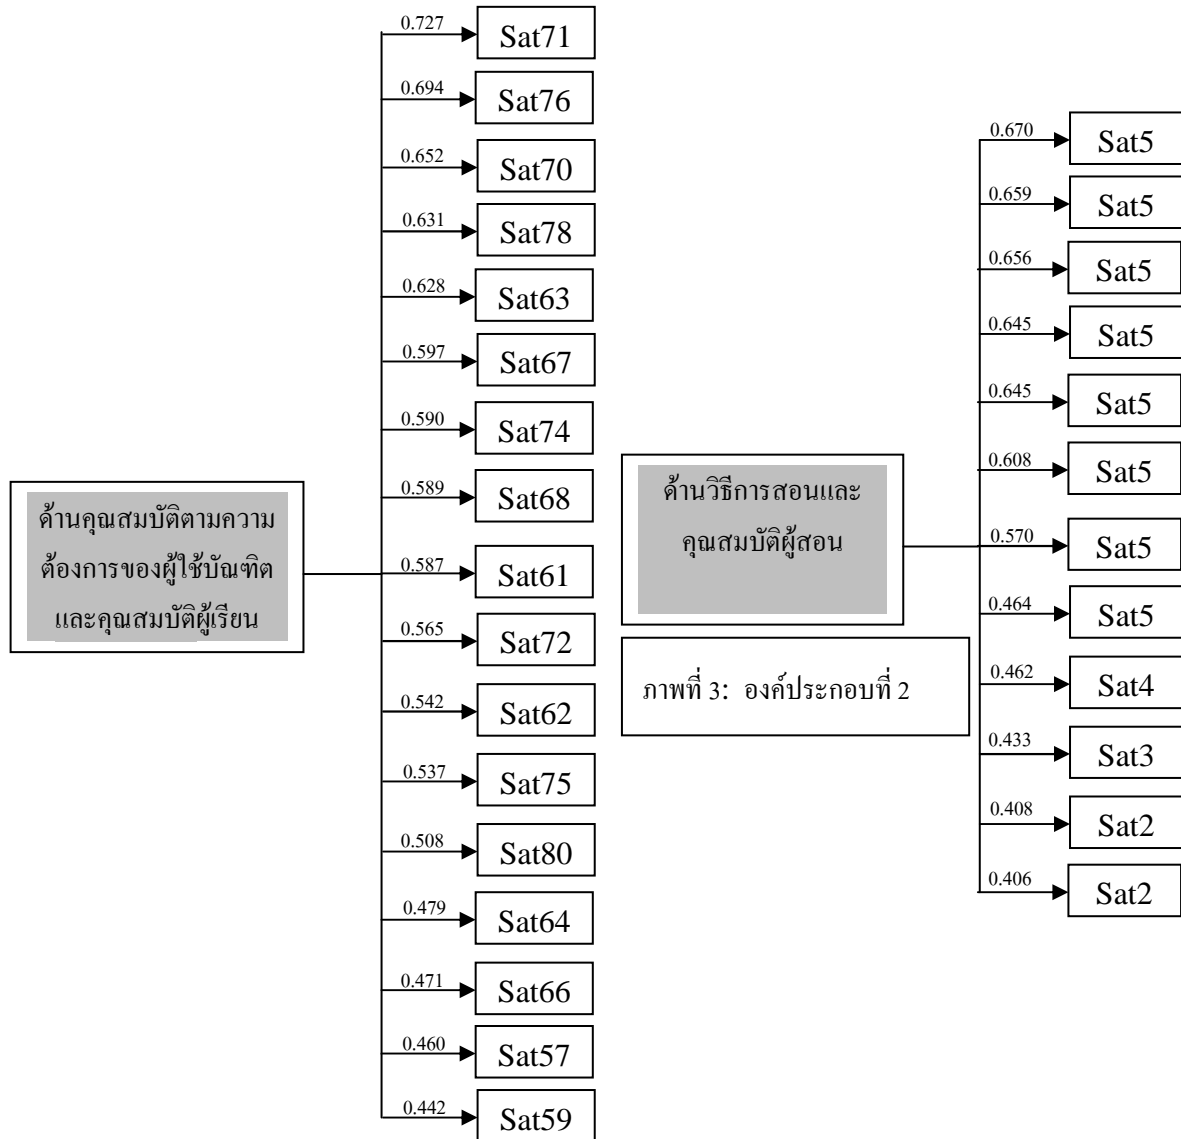 0.727
Sat71
0.694
Sat76
0.652
Sat70
0.631
Sat78
0.628
Sat63
0.597
Sat67
0.590
Sat74
0.589
Sat68
ด้านคุณสมบัติตามความ
ต้องการของผู้ใช้บัณฑิต
และคุณสมบัติผู้เรียน
0.587
Sat61
0.565
Sat72
0.542
Sat62
0.537
Sat75
0.508
Sat80
0.479
Sat64
0.471
Sat66
0.460
Sat57
0.442
Sat59
0.670
Sat5
0.659
Sat5
0.656
Sat5
0.645
Sat5
0.645
Sat5
0.608
Sat5
ด้านวิธีการสอนและ
คุณสมบัติผู้สอน
0.570
Sat5
0.464
Sat5
0.462
Sat4
0.433
Sat3
0.408
Sat2
0.406
Sat2
ภาพที่ 3: องค์ประกอบที่ 2